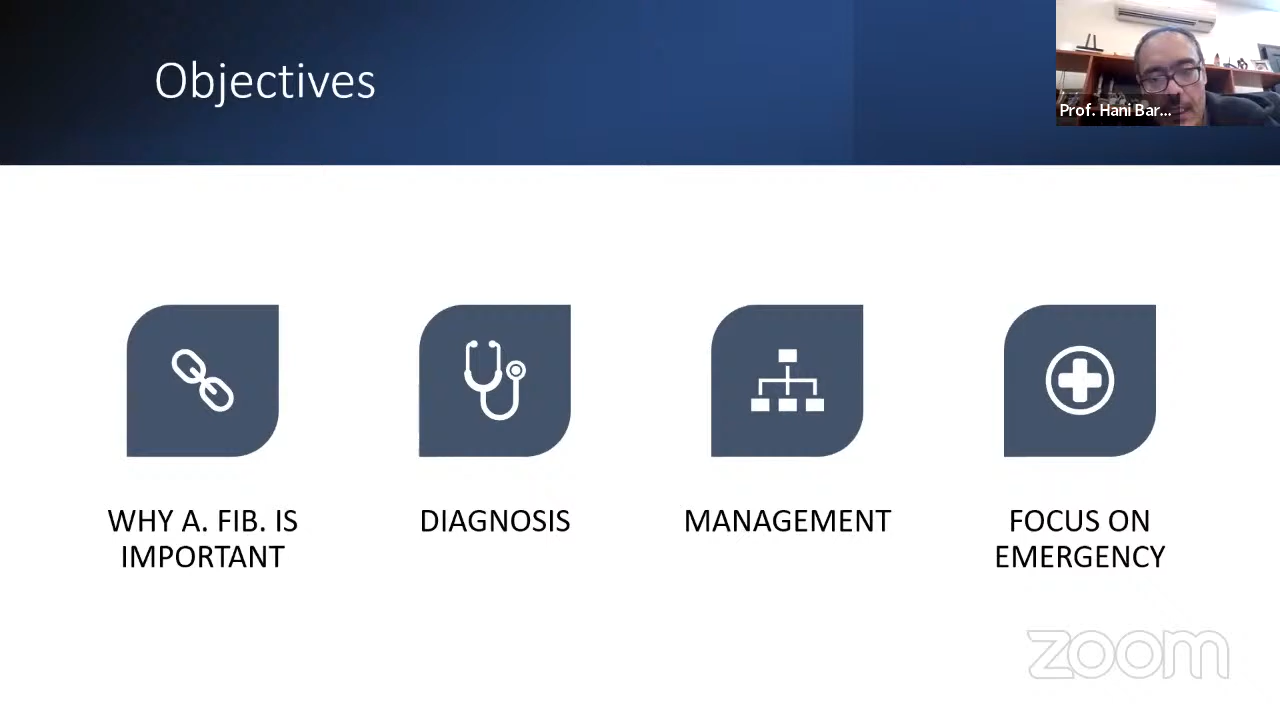 Objectives
Prof. Hani Bar...
WHY A. FIB. IS
IMPORTANT
DIAGNOSIS
MANAGEMENT
FOCUS ON
EMERGENCY
zoom